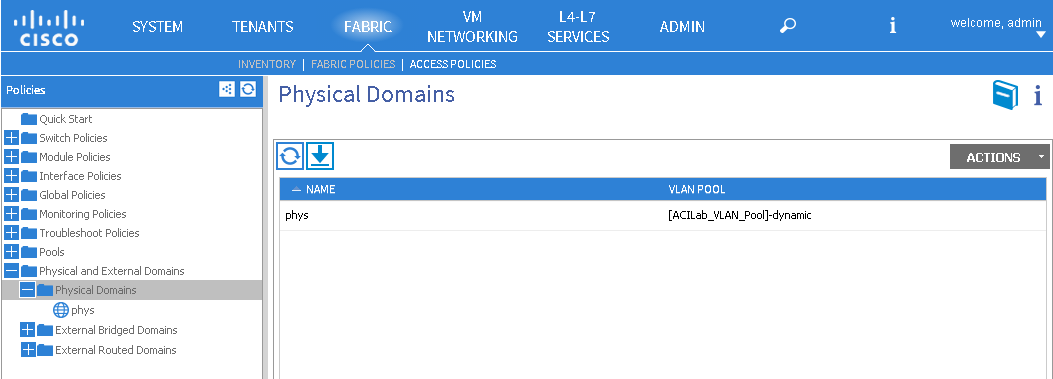 CISCO
SYSTEM
TENANTS
FABRIC
VM NETWORKING
L4-L7 SERVICES
ADMIN
i
welcome, admin
INVENTORY | FABRIC POLICIES | ACCESS POLICIES
Policies
Physical Domains
i
Quick Start
Switch Policies
Module Policies
Interface Policies
Global Policies
Monitoring Policies
Troubleshoot Policies
Pools
Physical and External Domains
Physical Domains
phys
External Bridged Domains
External Routed Domains
ACTIONS
NAME VLAN POOL
phys [ACILab_VLAN_Pool]-dynamic